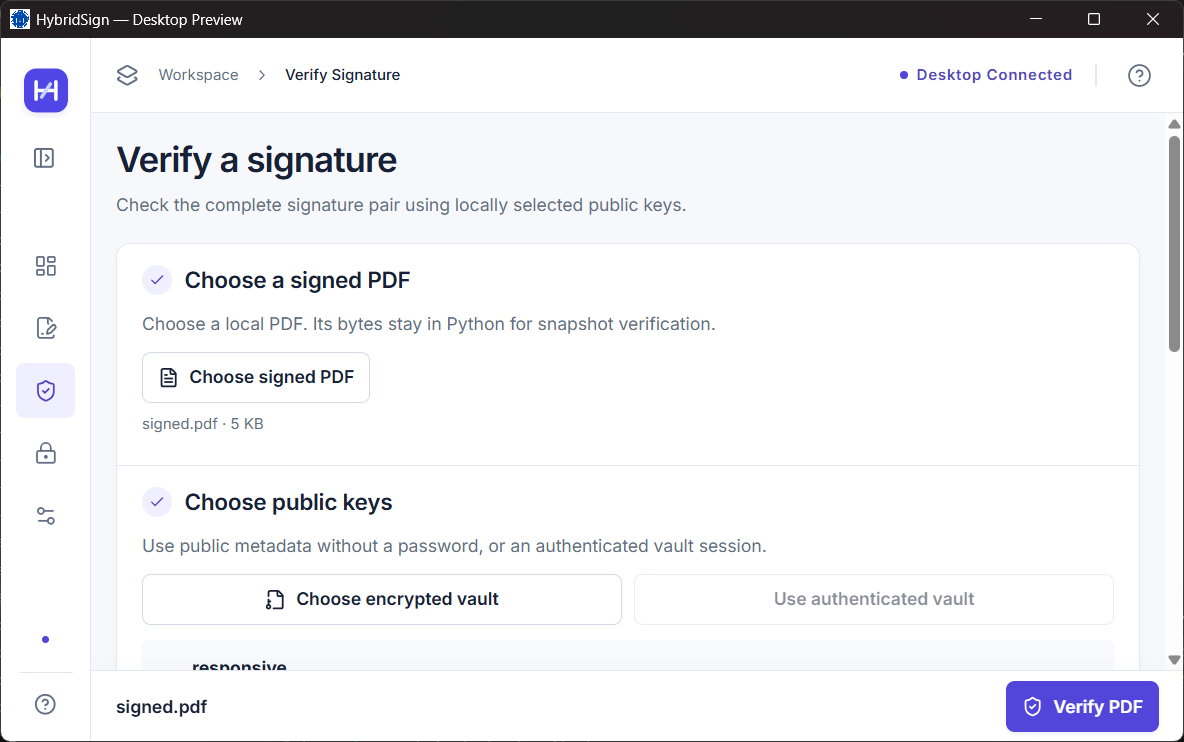 HybridSign — Desktop Preview
Workspace > Verify Signature
Desktop Connected
Verify a signature
Check the complete signature pair using locally selected public keys.
Choose a signed PDF
Choose a local PDF. Its bytes stay in Python for snapshot verification.
Choose signed PDF
signed.pdf · 5 KB
Choose public keys
Use public metadata without a password, or an authenticated vault session.
Choose encrypted vault
Use authenticated vault
responsive
signed.pdf
Verify PDF